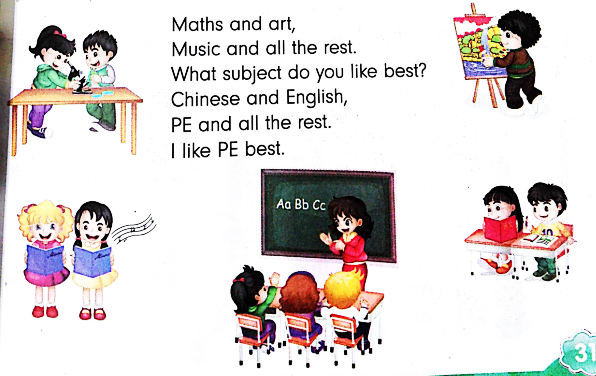 Maths and art,
Music and all the rest.
What subject do you like best?
Chinese and English,
PE and all the rest.
I like PE best.
Aa Bb Cc
31